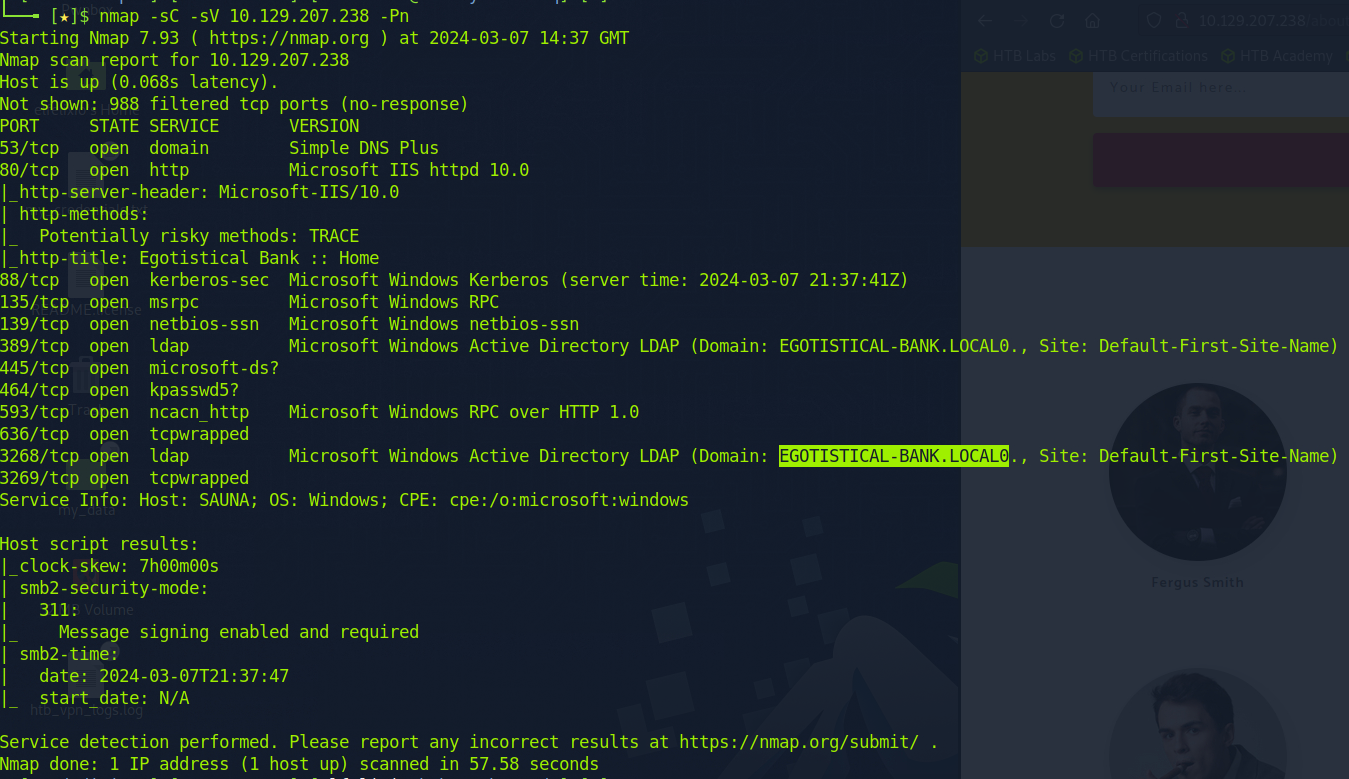 [★]$ nmap -sC -sV 10.129.207.238 -Pn
Starting Nmap 7.93 ( https://nmap.org ) at 2024-03-07 14:37 GMT
Nmap scan report for 10.129.207.238
Host is up (0.068s latency).
Not shown: 988 filtered tcp ports (no-response)
PORT     STATE SERVICE       VERSION
53/tcp   open  domain        Simple DNS Plus
80/tcp   open  http          Microsoft IIS httpd 10.0
|_http-server-header: Microsoft-IIS/10.0
| http-methods:
|_  Potentially risky methods: TRACE
|_http-title: Egotistical Bank :: Home
88/tcp   open  kerberos-sec  Microsoft Windows Kerberos (server time: 2024-03-07 21:37:41Z)
135/tcp  open  msrpc         Microsoft Windows RPC
139/tcp  open  netbios-ssn   Microsoft Windows netbios-ssn
389/tcp  open  ldap          Microsoft Windows Active Directory LDAP (Domain: EGOTISTICAL-BANK.LOCAL0., Site: Default-First-Site-Name)
445/tcp  open  microsoft-ds?
464/tcp  open  kpasswd5?
593/tcp  open  ncacn_http    Microsoft Windows RPC over HTTP 1.0
636/tcp  open  tcpwrapped
3268/tcp open  ldap          Microsoft Windows Active Directory LDAP (Domain: EGOTISTICAL-BANK.LOCAL0., Site: Default-First-Site-Name)
3269/tcp open  tcpwrapped
Service Info: Host: SAUNA; OS: Windows; CPE: cpe:/o:microsoft:windows
Host script results:
|_clock-skew: 7h00m00s
| smb2-security-mode:
|   311:
|_    Message signing enabled and required
| smb2-time:
|   date: 2024-03-07T21:37:47
|_  start_date: N/A
Service detection performed. Please report any incorrect results at https://nmap.org/submit/ .
Nmap done: 1 IP address (1 host up) scanned in 57.58 seconds
10.129.207.238/abou
HTB Labs
HTB Certifications
HTB Academy
Your Email here...
Fergus Smith
my_data
htb_vpn_logs.log